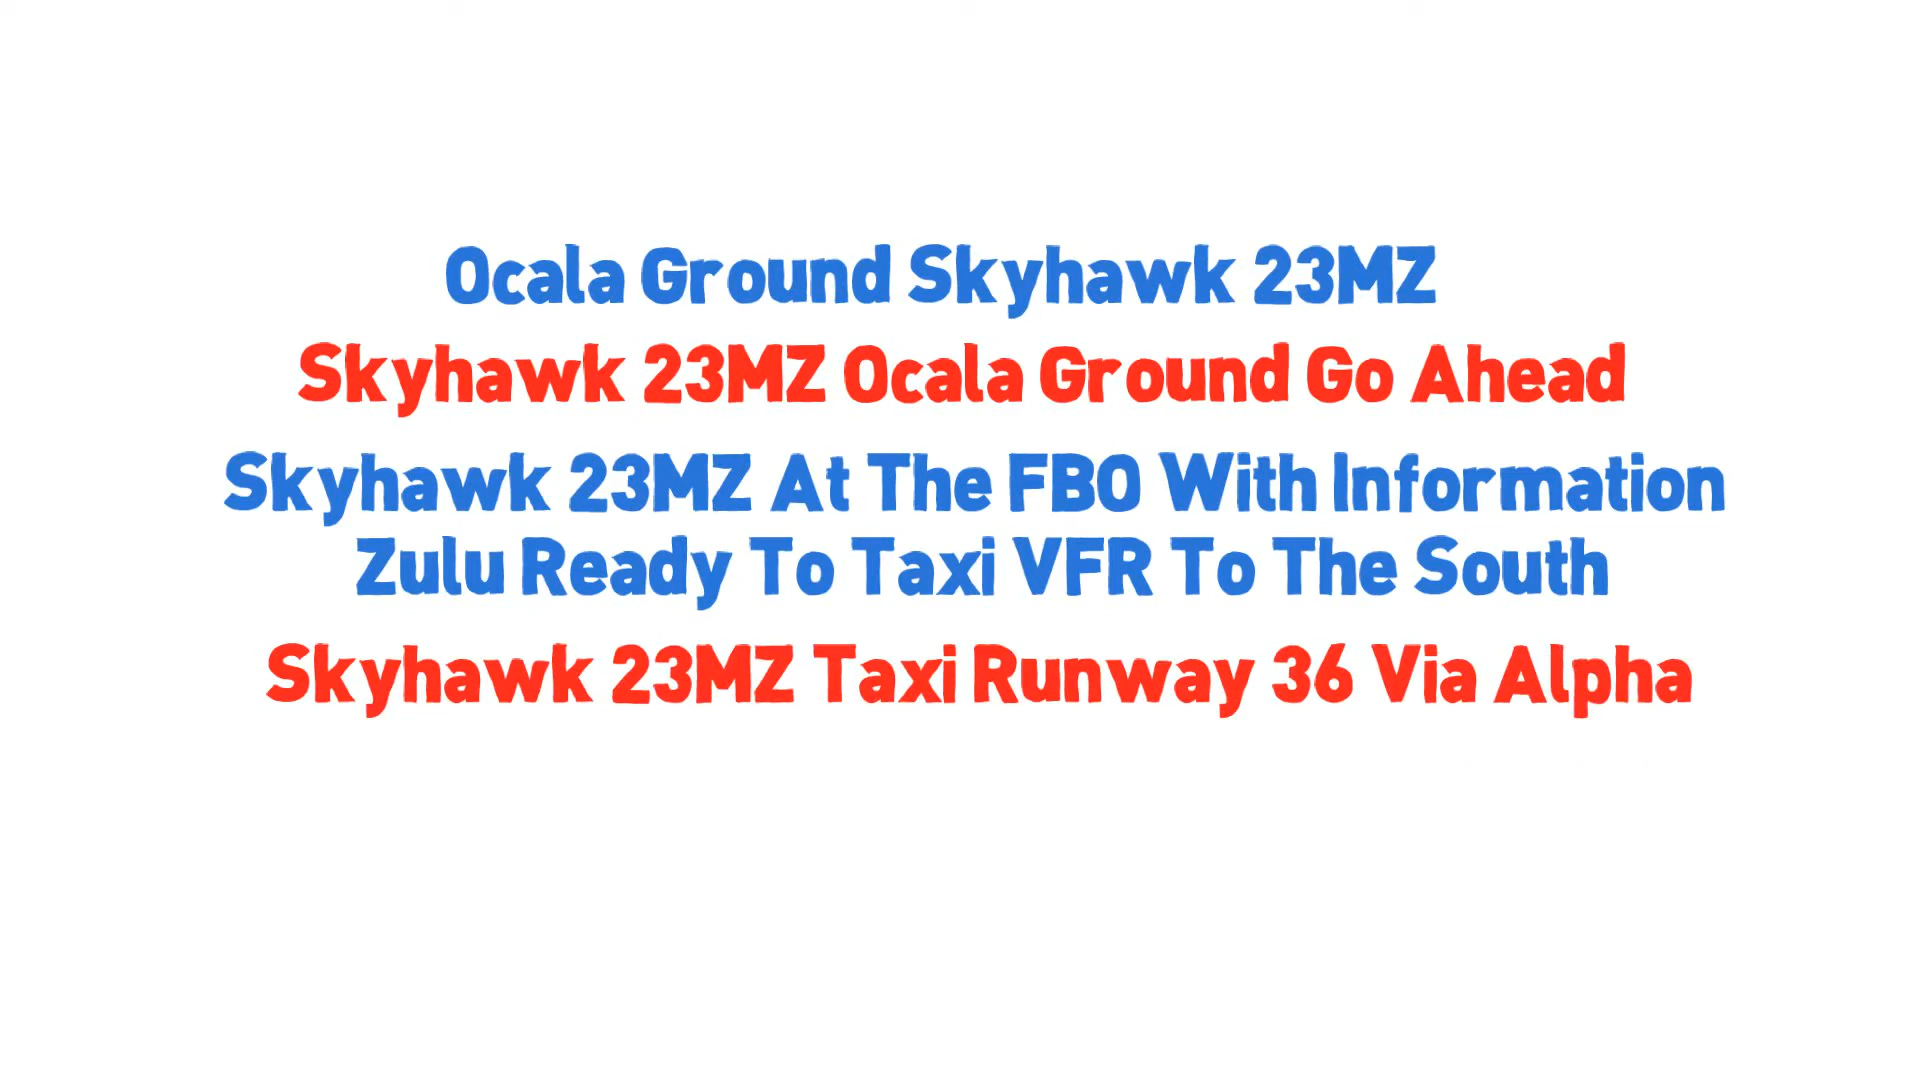 Ocala Ground Skyhawk 23MZ
Skyhawk 23MZ Ocala Ground Go Ahead
Skyhawk 23MZ At The FBO With Information
Zulu Ready To Taxi VFR To The South
Skyhawk 23MZ Taxi Runway 36 Via Alpha